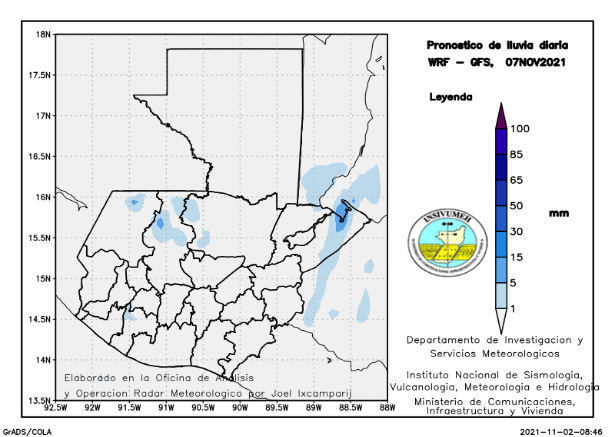 Pronostico de lluvia diaria
WRF - GFS, 07NOV2021
Leyenda
100
85
65
50
30
15
5
1
mm
INSIVUMEH
Departamento de Investigacion y
Servicios Meteorologicos
Instituto Nacional de Sismologia,
Vulcanologia, Meteorologia e Hidrologia
Ministerio de Comunicaciones,
Infraestructura y Vivienda
18N
17.5N
17N
16.5N
16N
15.5N
15N
14.5N
14N
13.5N
92.5W 92W 91.5W 91W 90.5W 90W 89.5W 89W 88.5W 88W
Elaborado en la Oficina de Analisis
y Operacion Radar Meteorologico por Joel Ixcamparij
GrADS/COLA
2021-11-02-08:46